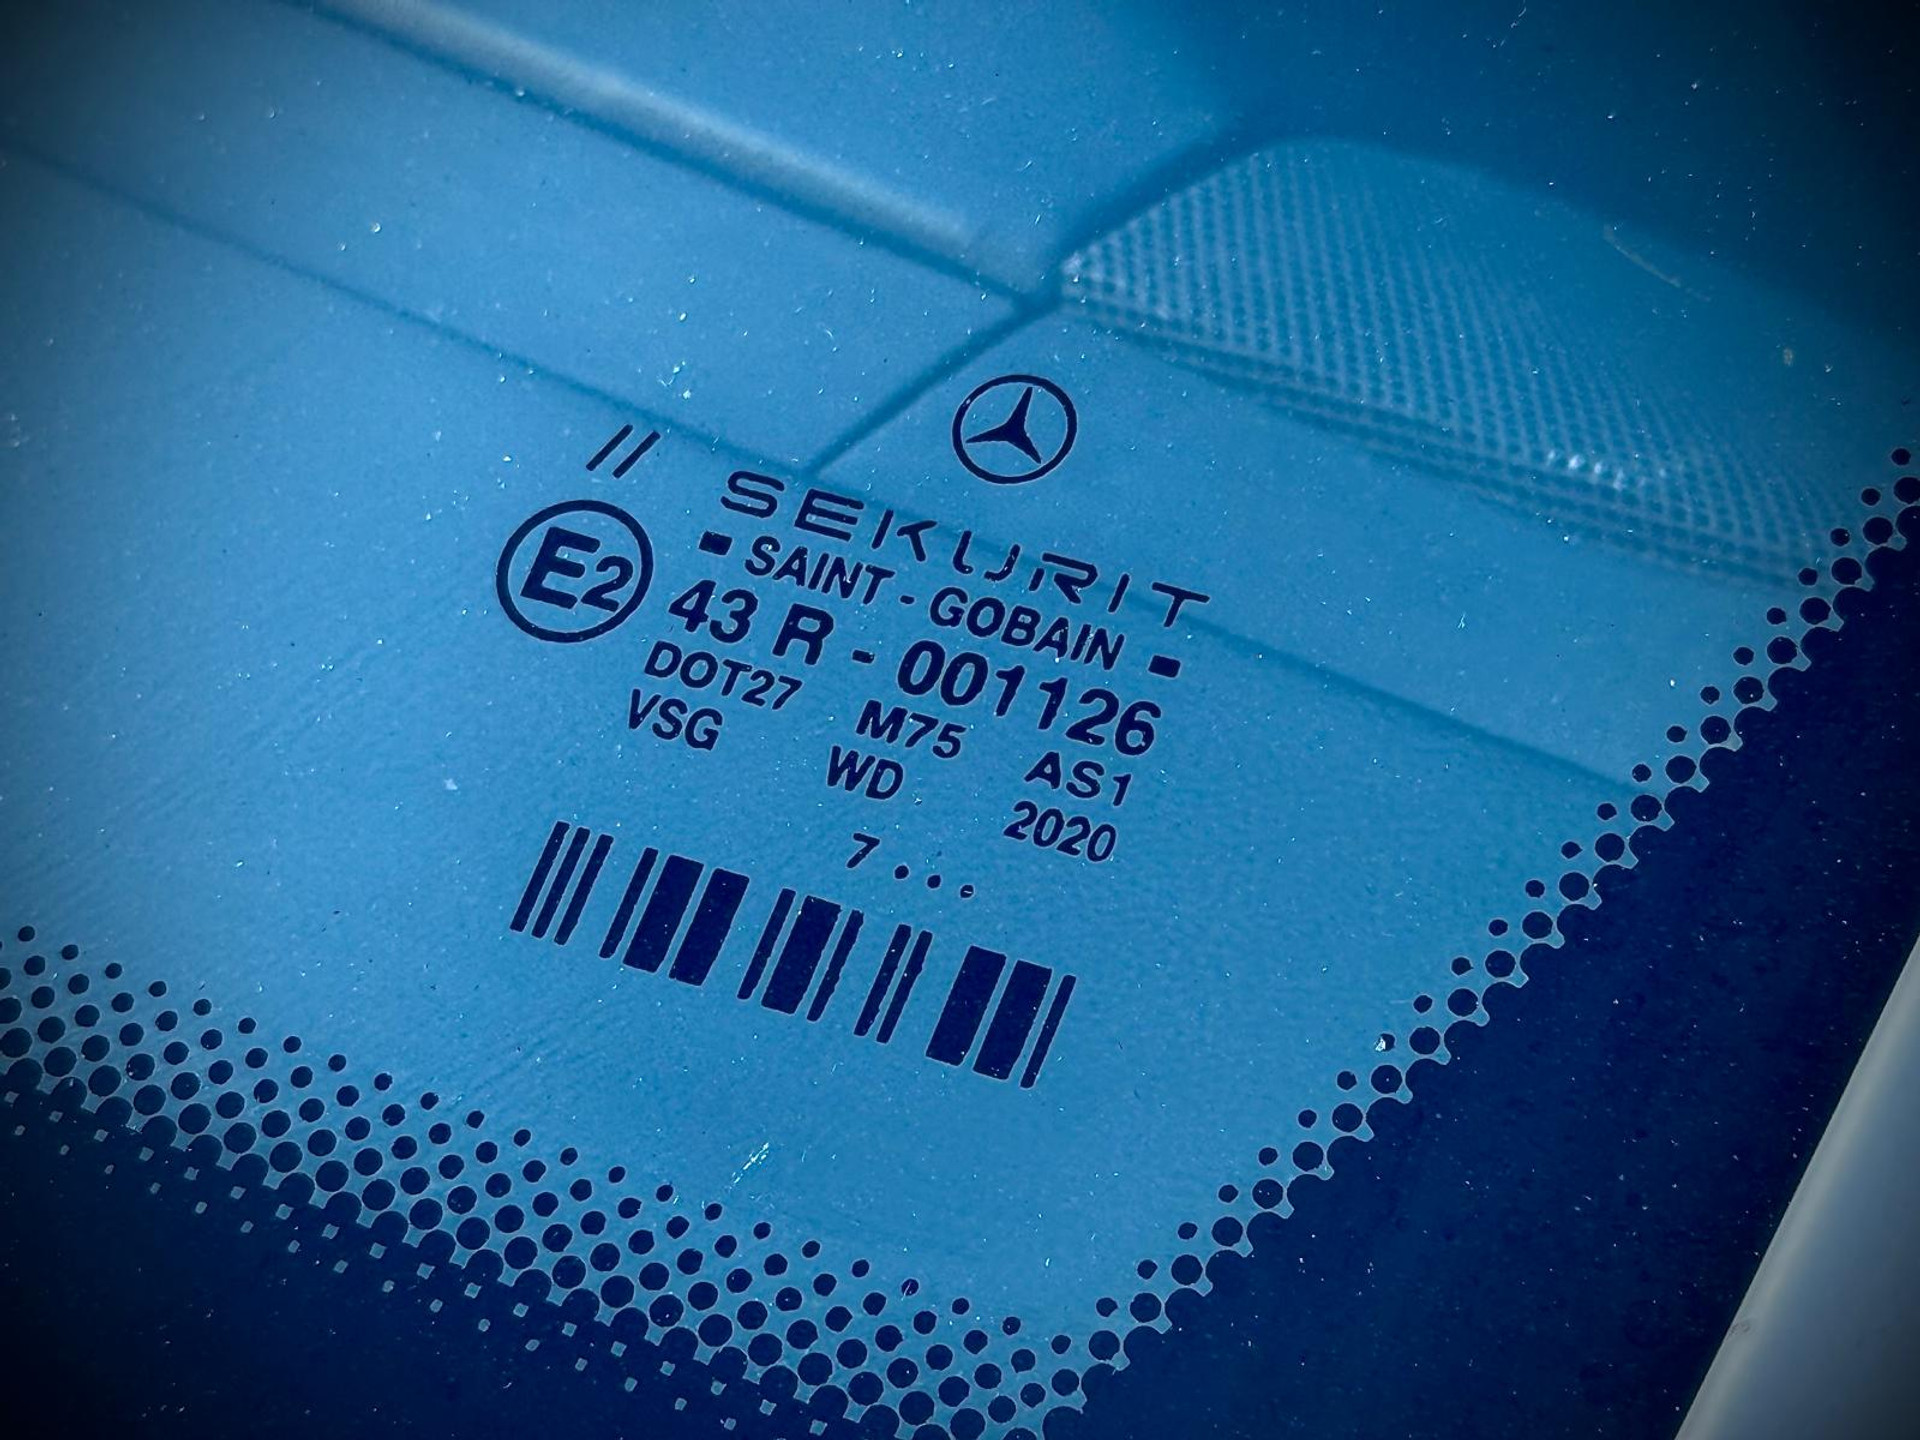 //
SEKURIT
SAINT-GOBAIN
E2
43 R - 001126
DOT27 M75 AS1
VSG WD 2020
7...